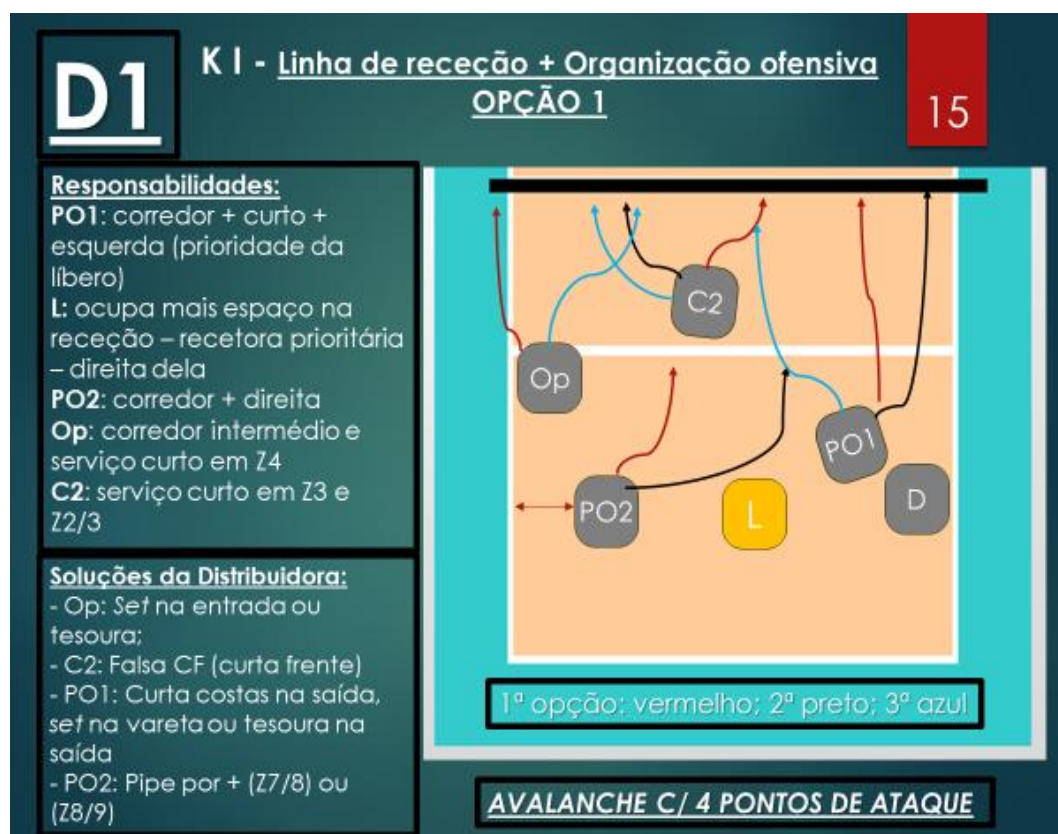 D1
K I - Linha de receção + Organização ofensiva
OPÇÃO 1
15
Responsabilidades:
PO1: corredor + curto +
esquerda (prioridade da
líbero)
L: ocupa mais espaço na
receção – recetora prioritária
– direita dela
PO2: corredor + direita
Op: corredor intermédio e
serviço curto em Z4
C2: serviço curto em Z3 e
Z2/3
Soluções da Distribuidora:
- Op: Set na entrada ou
tesoura;
- C2: Falsa CF (curta frente)
- PO1: Curta costas na saída,
set na vareta ou tesoura na
saída
- PO2: Pipe por + (Z7/8) ou
(Z8/9)
C2
Op
PO1
PO2
L
D
1ª opção: vermelho; 2ª preto; 3ª azul
AVALANCHE C/ 4 PONTOS DE ATAQUE